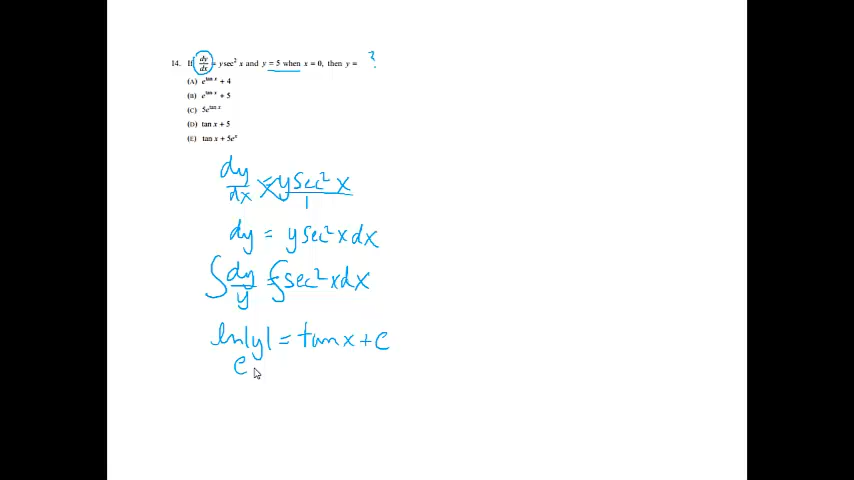 14. If dy/dx = y sec² x and y = 5 when x = 0, then y = ?
(A) e^(tan x) + 4
(B) e^(tan x) + 5
(C) 5e^(tan x)
(D) tan x + 5
(E) tan x + 5e^x
dy/dx = y sec² x / 1
dy = y sec² x dx
∫ dy/y = ∫ sec² x dx
ln|y| = tan x + C
e